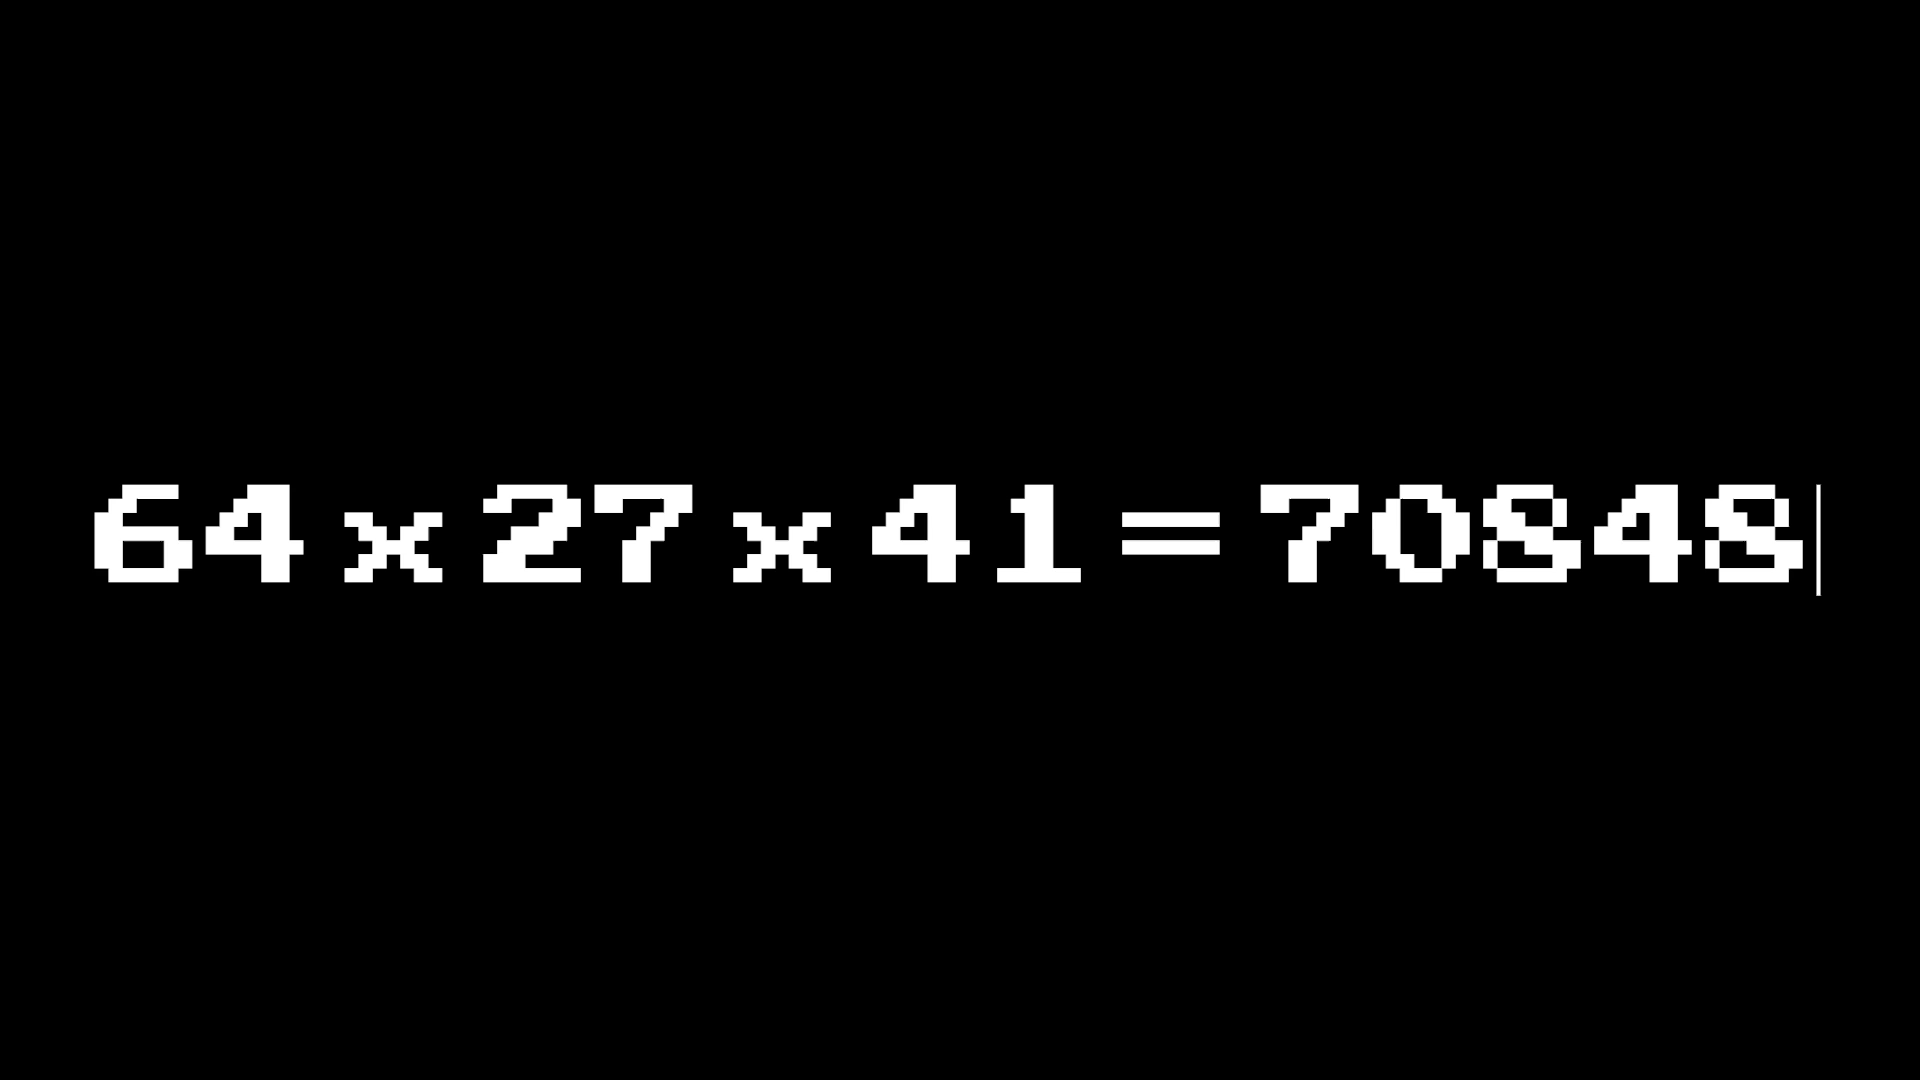 64 x 27 x 41 = 70848